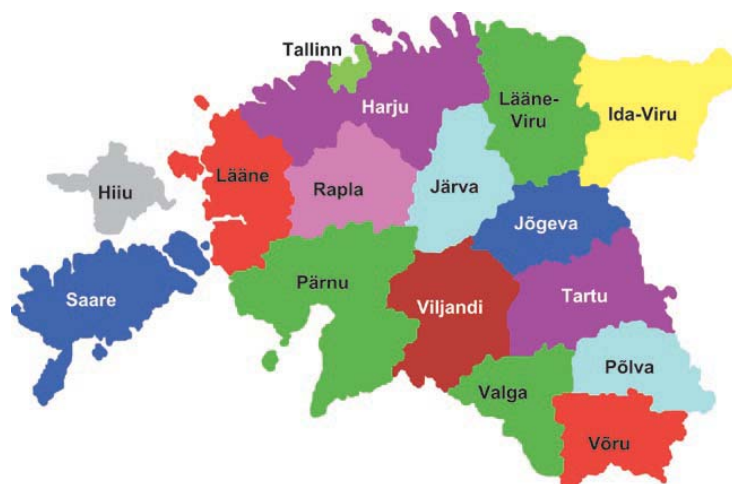 Tallinn
Harju
Lääne-
Viru
Ida-Viru
Hiiu
Lääne
Rapla
Järva
Jõgeva
Saare
Pärnu
Viljandi
Tartu
Valga
Põlva
Võru